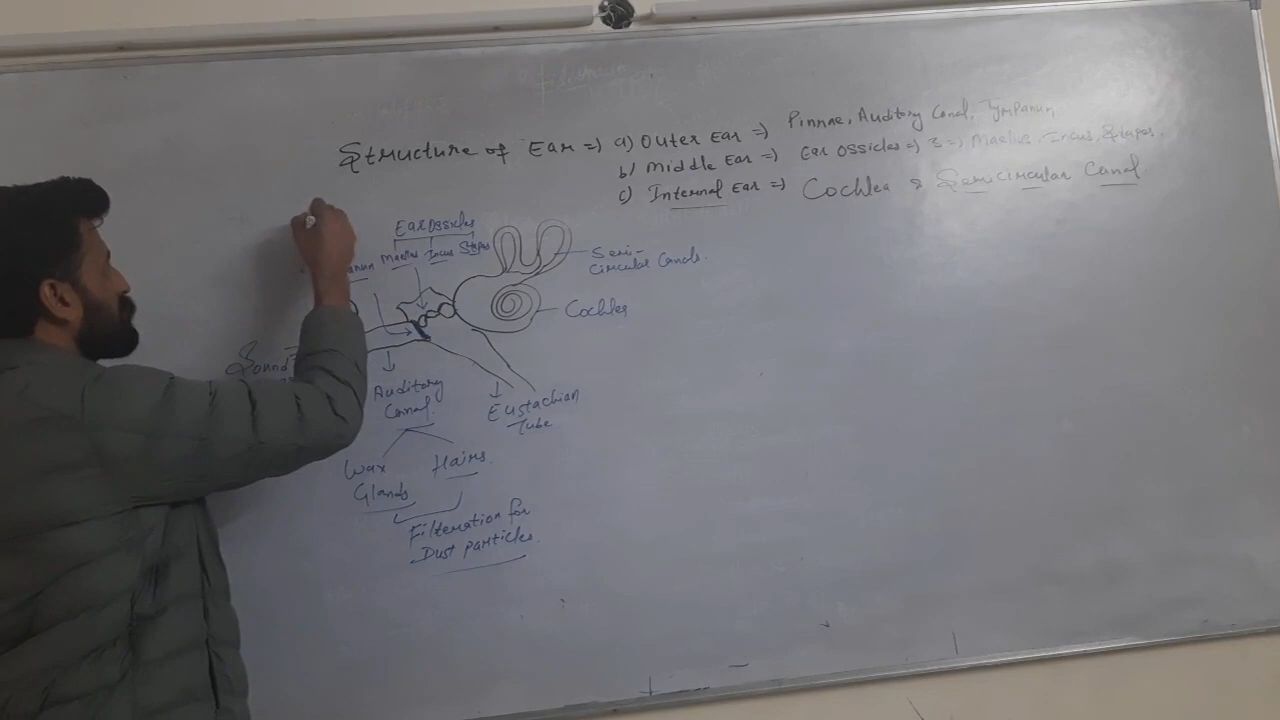 Structure of Ear => a) Outer Ear => Pinnae, Auditory Canal, Tympanum
b) Middle Ear => Ear Ossicles => 3 => Maelus, Incus, Stapes.
c) Internal Ear => Cochlea & Semicircular Canal
Ear Ossicles
Maelus Incus Stapes
Semi-
circular Canals.
Cochlea
Sound
Auditory
Canal.
Eustachian
Tube
Wax
Glands
Hairs.
Filteration for
Dust particles.